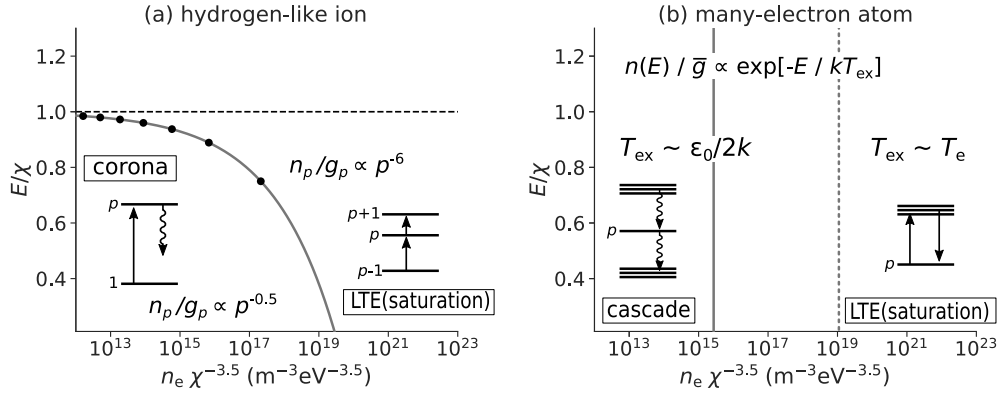 (a) hydrogen-like ion
E/χ
1.2
1.0
0.8
0.6
0.4
corona
n_p/g_p ∝ p^-6
p
1
p+1
p
p-1
n_p/g_p ∝ p^-0.5
LTE(saturation)
10^13 10^15 10^17 10^19 10^21 10^23
n_e χ^-3.5 (m^-3eV^-3.5)
(b) many-electron atom
E/χ
1.2
1.0
0.8
0.6
0.4
n(E) / g̅ ∝ exp[-E / kT_ex]
T_ex ~ ε_0/2k
T_ex ~ T_e
p
p
cascade
LTE(saturation)
10^13 10^15 10^17 10^19 10^21 10^23
n_e χ^-3.5 (m^-3eV^-3.5)